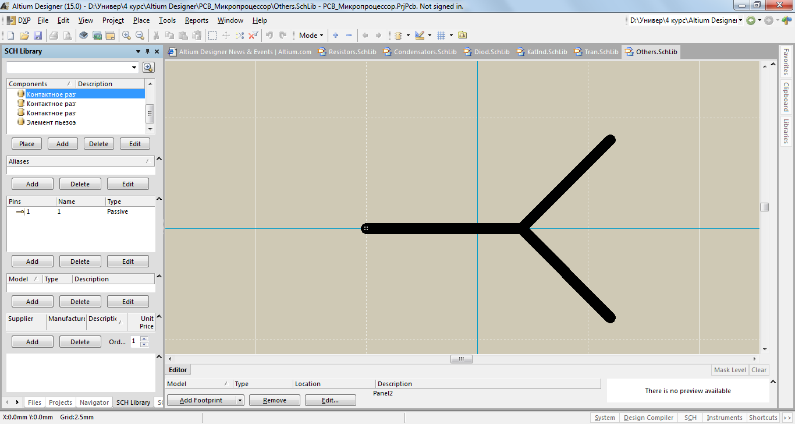 Altium Designer (15.0) - D:\Универ\4 курс\Altium Designer\PCB_Микропроцессор\Others.SchLib - PCB_Микропроцессор.PrjPcb. Not signed in.
DXP File Edit View Project Place Tools Reports Window Help D:\Универ\4 курс\Altium Designer
Mode
SCH Library Altium Designer News & Events | Altium.com Resistors.SchLib Condensators.SchLib Diod.SchLib KatInd.SchLib Tran.SchLib Others.SchLib
Components Description
Контактное раз
Контактное раз
Контактное раз
Элемент пьезоэ
Place Add Delete Edit
Aliases
Add Delete Edit
Pins Name Type
1 1 Passive
Add Delete Edit
Model Type Description
Add Delete Edit
Supplier Manufactur Descripti Unit Price
Add Delete Ord... 1
Favorites
Clipboard
Libraries
Editor Mask Level Clear
Model Type Location Description
Panel2
Add Footprint Remove Edit...
There is no preview available
Files Projects Navigator SCH Library
X:0.0mm Y:0.0mm Grid:2.5mm System Design Compiler SCH Instruments Shortcuts >>